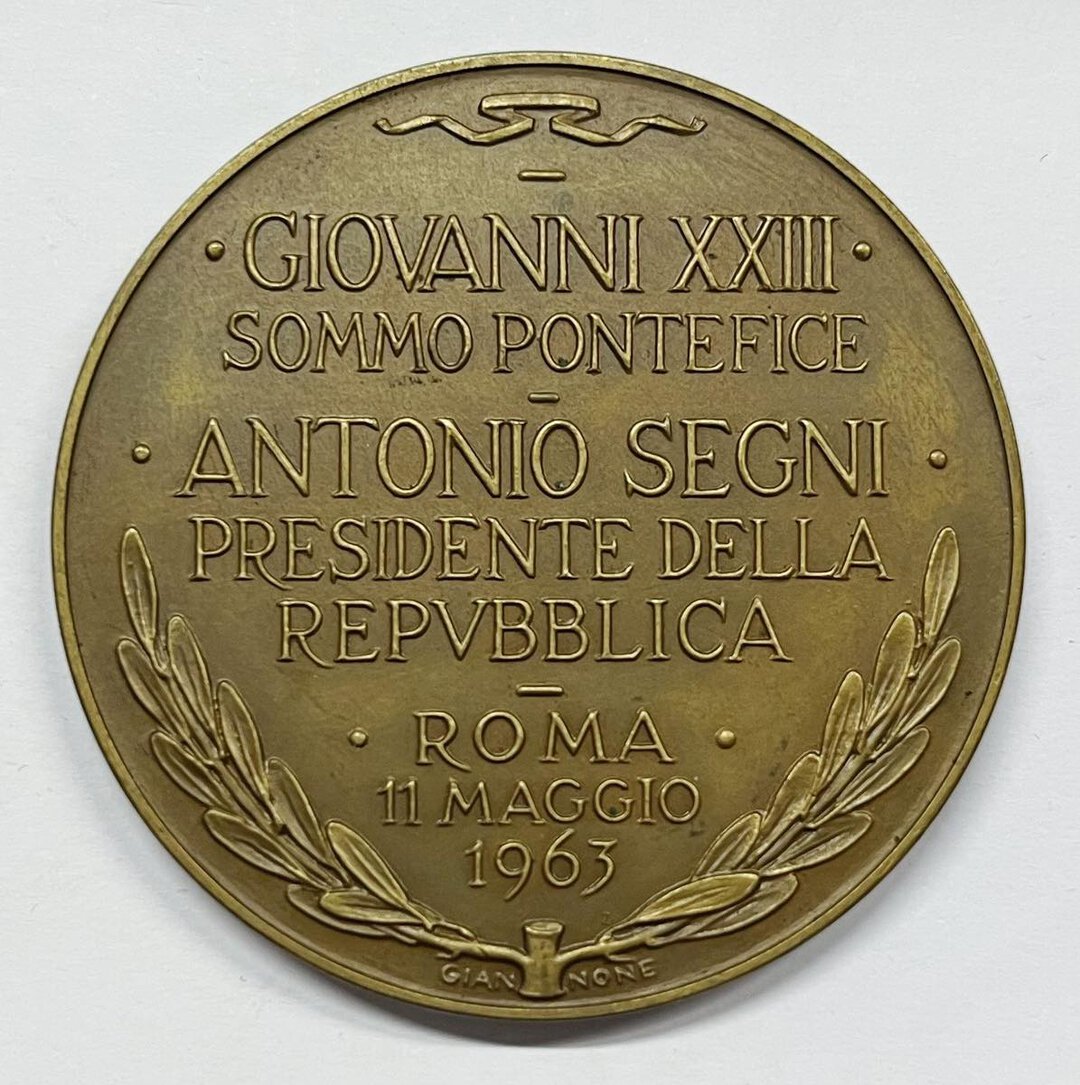 · GIOVANNI XXIII ·
SOMMO PONTEFICE
· ANTONIO SEGNI ·
PRESIDENTE DELLA
REPVBBLICA
· ROMA ·
11 MAGGIO
1963
GIANNONE